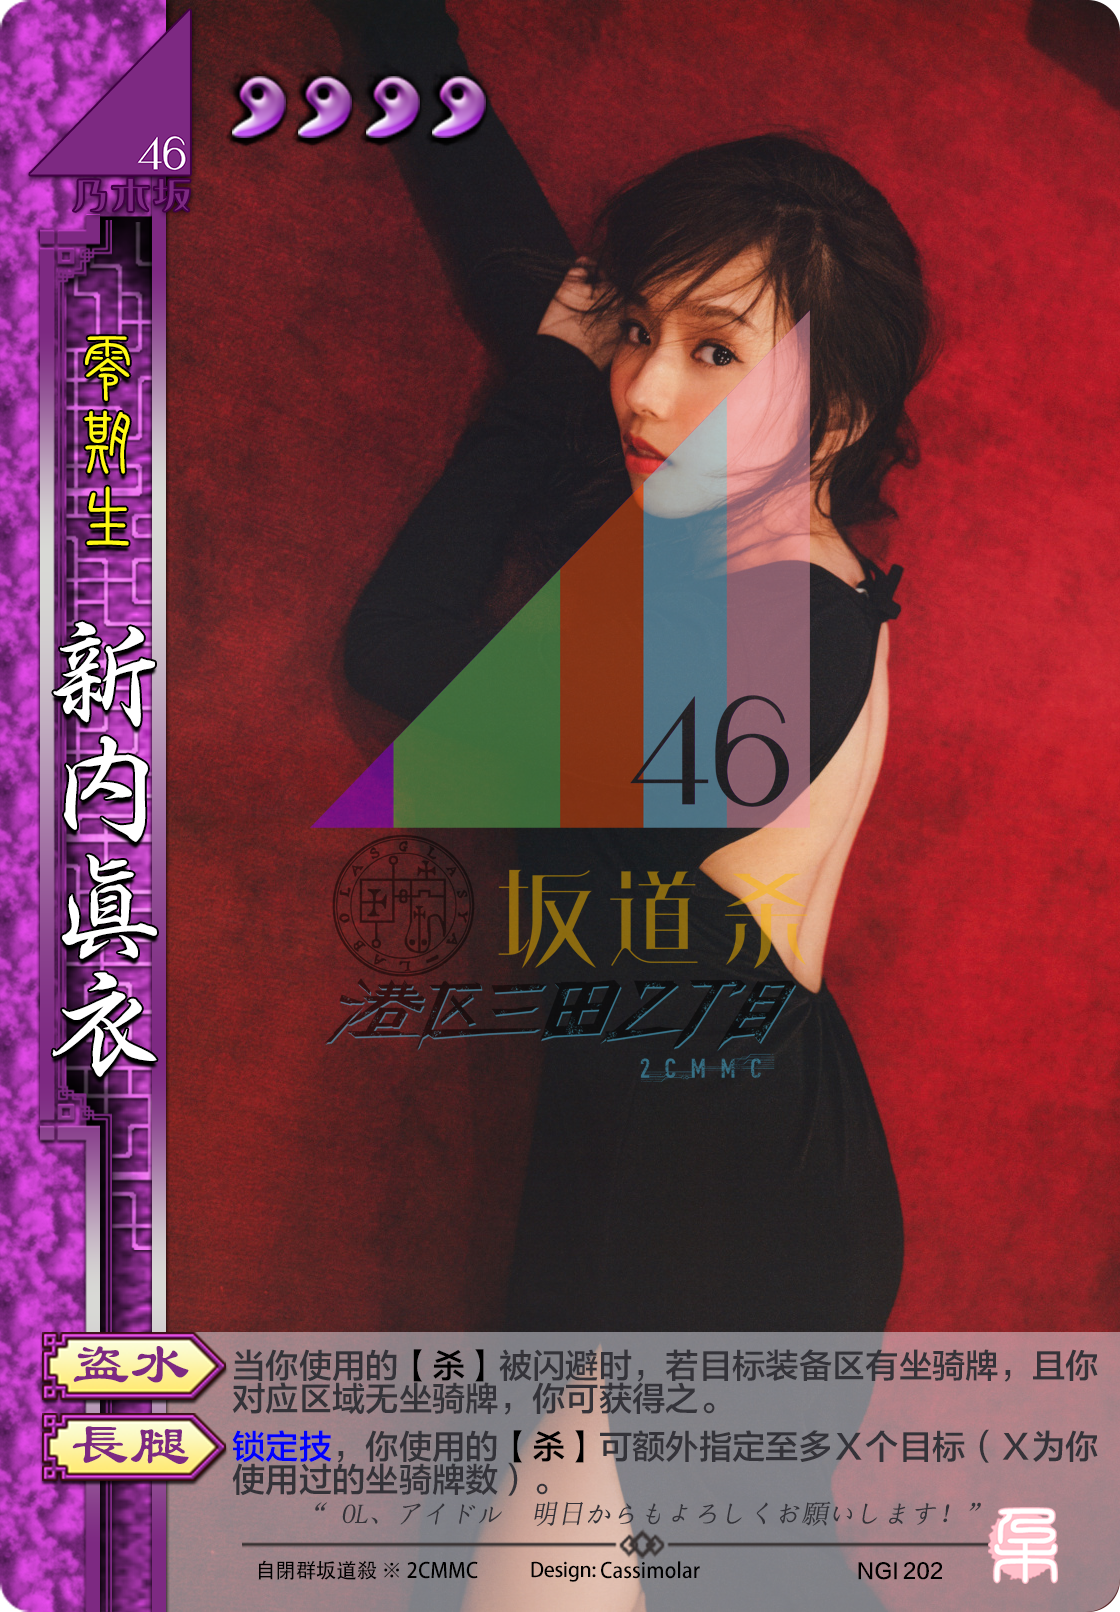 46
乃木坂
零期生
新内眞衣
46
坂道杀
港区三田2丁目
2CMMC
盗水
当你使用的【杀】被闪避时，若目标装备区有坐骑牌，且你
对应区域无坐骑牌，你可获得之。
長腿
锁定技，你使用的【杀】可额外指定至多X个目标（X为你
使用过的坐骑牌数）。
“ OL、アイドル　明日からもよろしくお願いします！”
自閉群坂道殺 ※ 2CMMC
Design: Cassimolar
NGI 202